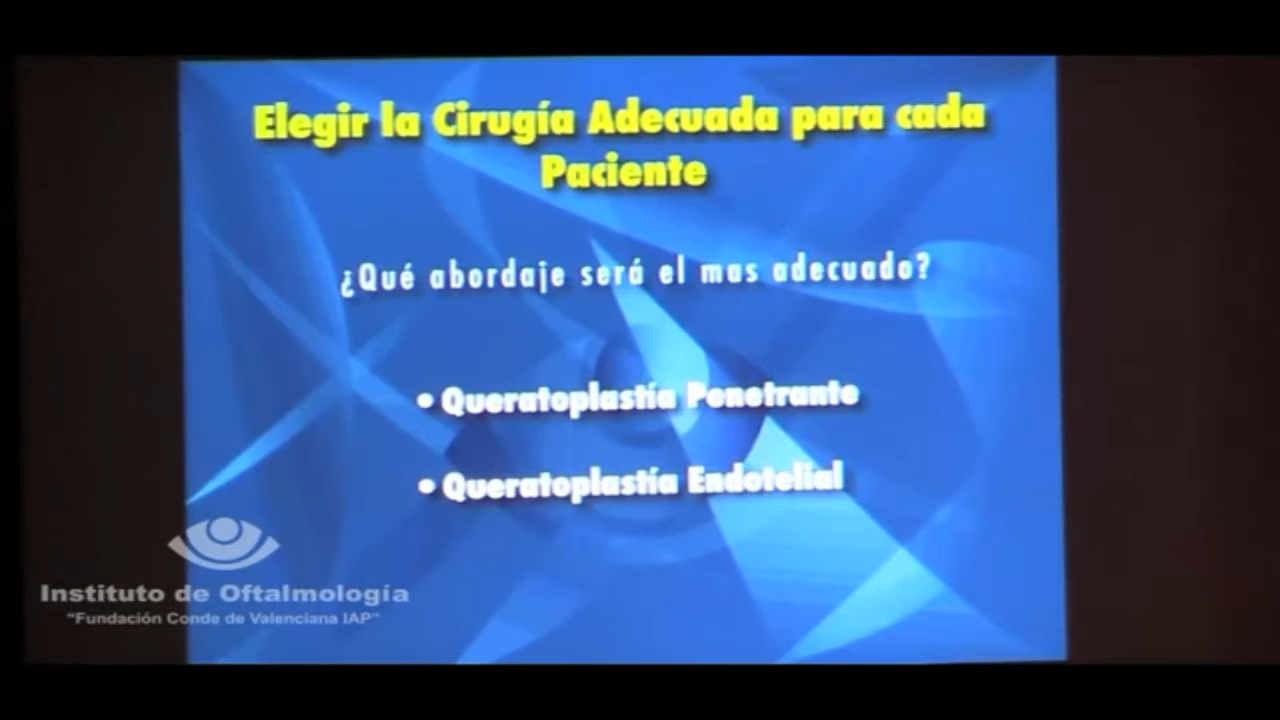 Elegir la Cirugía Adecuada para cada
Paciente
¿Qué abordaje será el mas adecuado?
• Queratoplastía Penetrante
• Queratoplastía Endotelial
Instituto de Oftalmología
"Fundación Conde de Valenciana IAP"